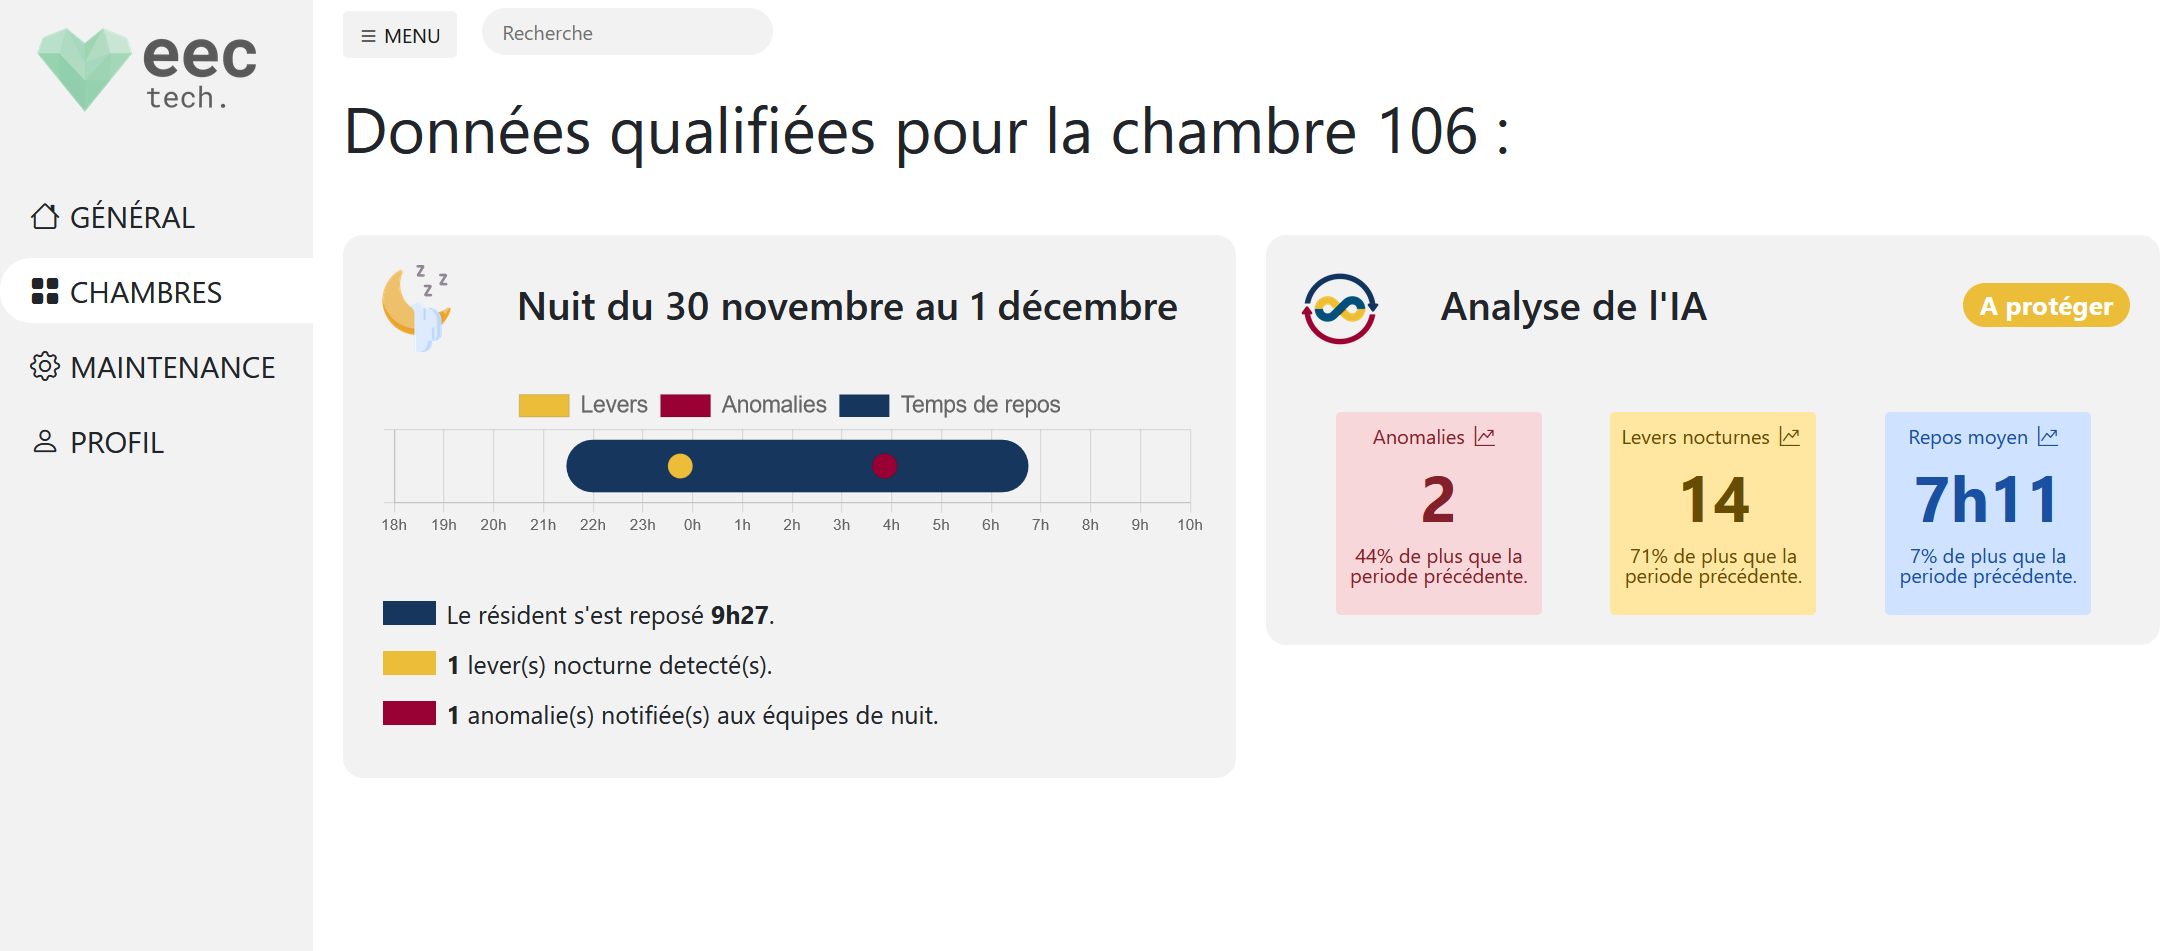 eec
tech.
MENU
Recherche
Données qualifiées pour la chambre 106 :
GÉNÉRAL
CHAMBRES
MAINTENANCE
PROFIL
z z z
Nuit du 30 novembre au 1 décembre
Levers Anomalies Temps de repos
18h 19h 20h 21h 22h 23h 0h 1h 2h 3h 4h 5h 6h 7h 8h 9h 10h
Le résident s'est reposé 9h27.
1 lever(s) nocturne detecté(s).
1 anomalie(s) notifiée(s) aux équipes de nuit.
Analyse de l'IA
A protéger
Anomalies
2
44% de plus que la
periode précédente.
Levers nocturnes
14
71% de plus que la
periode précédente.
Repos moyen
7h11
7% de plus que la
periode précédente.